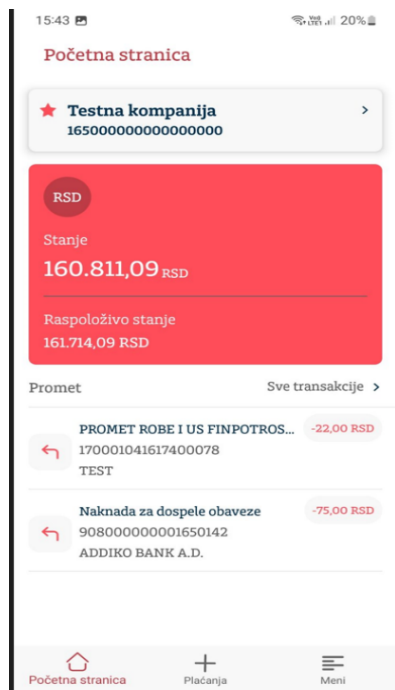 15:43
20%
Početna stranica
Testna kompanija
165000000000000000
RSD
Stanje
160.811,09 RSD
Raspoloživo stanje
161.714,09 RSD
Promet
Sve transakcije
PROMET ROBE I US FINPOTROS...
-22,00 RSD
170001041617400078
TEST
Naknada za dospele obaveze
-75,00 RSD
908000000001650142
ADDIKO BANK A.D.
Početna stranica
Plaćanja
Meni